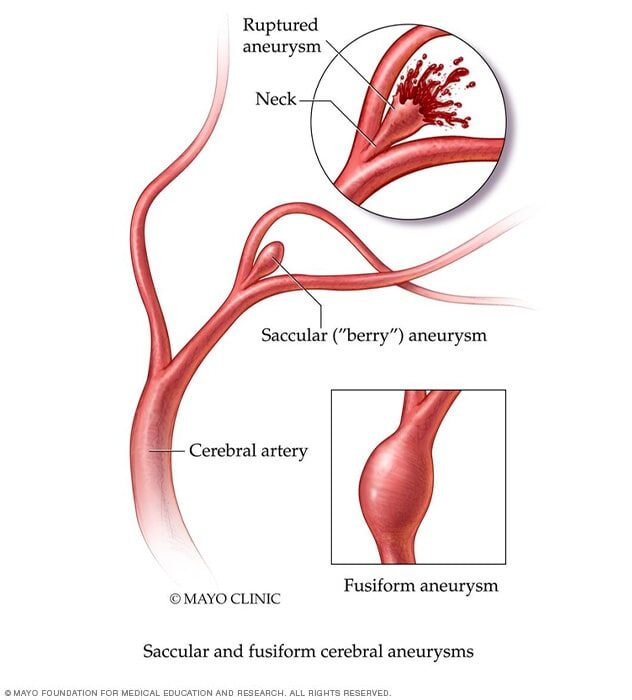 Ruptured
aneurysm
Neck
Saccular (”berry”) aneurysm
Cerebral artery
Fusiform aneurysm
© MAYO CLINIC
Saccular and fusiform cerebral aneurysms
© MAYO FOUNDATION FOR MEDICAL EDUCATION AND RESEARCH. ALL RIGHTS RESERVED.